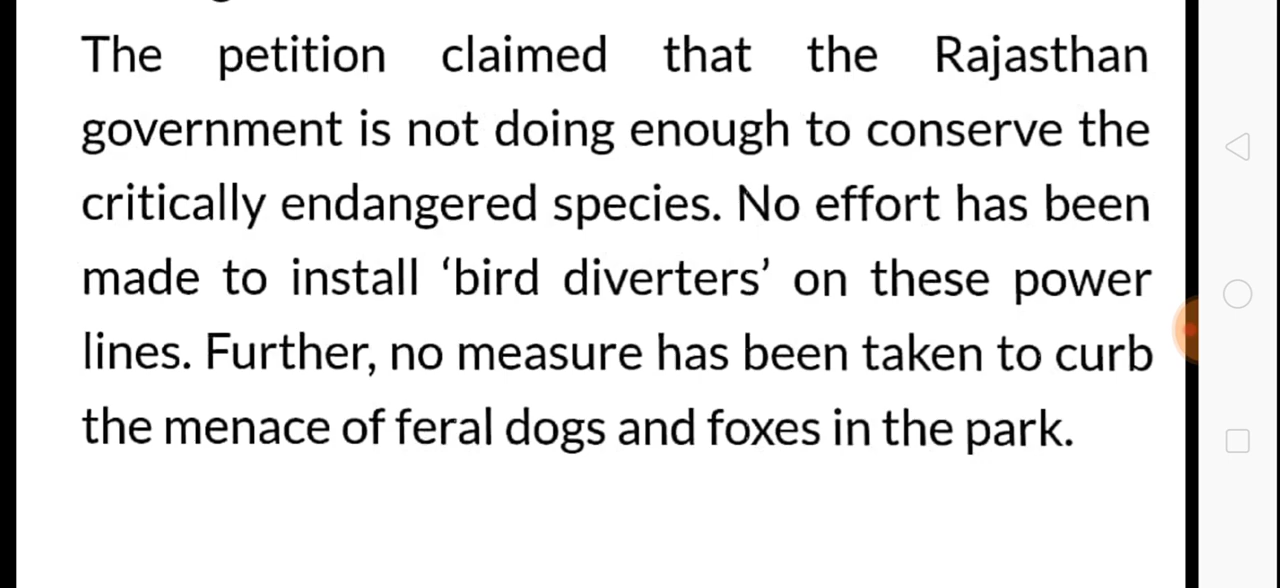 The petition claimed that the Rajasthan
government is not doing enough to conserve the
critically endangered species. No effort has been
made to install ‘bird diverters’ on these power
lines. Further, no measure has been taken to curb
the menace of feral dogs and foxes in the park.